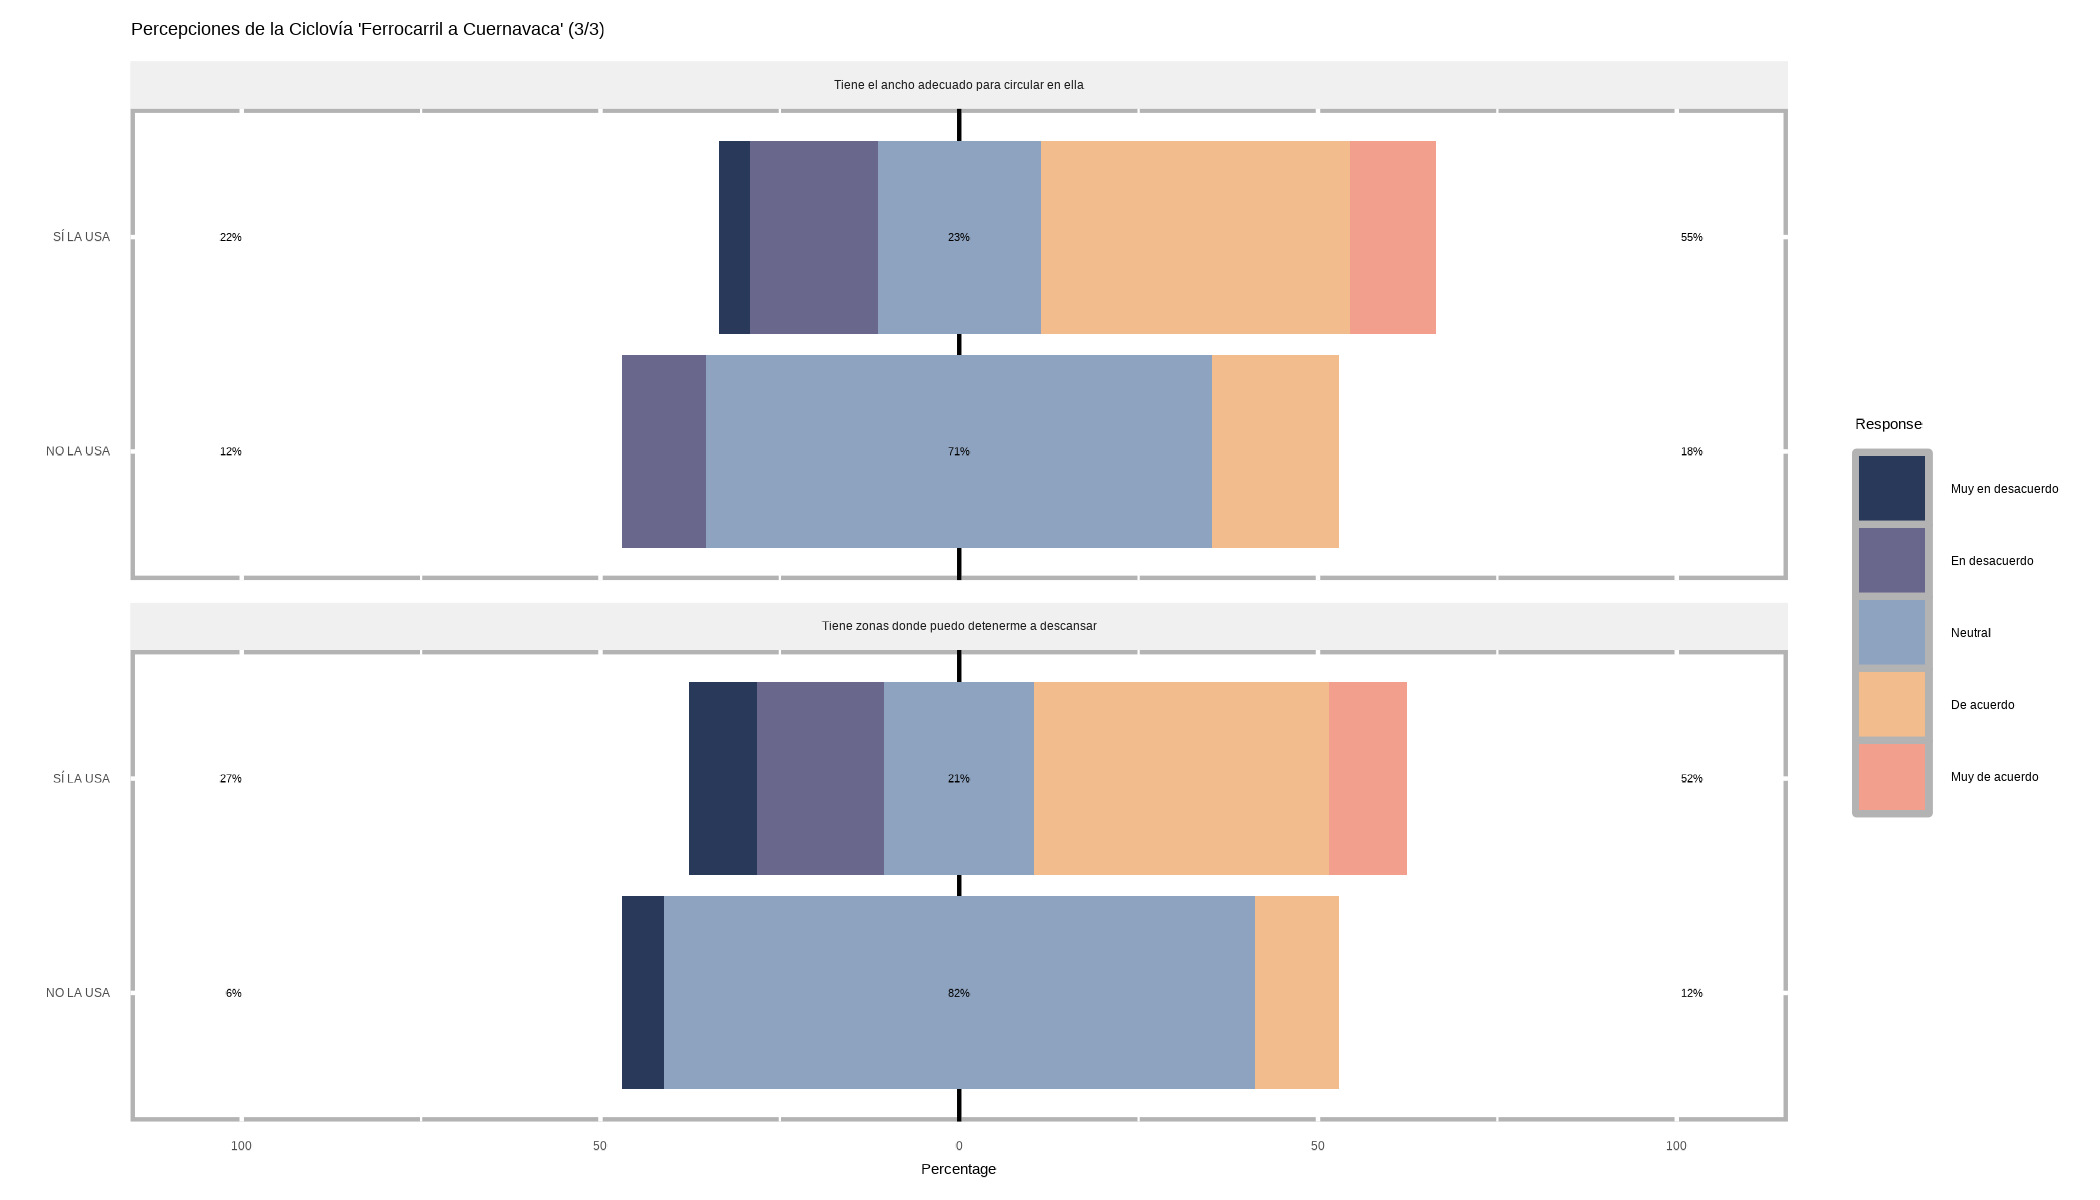 Percepciones de la Ciclovía 'Ferrocarril a Cuernavaca' (3/3)
Tiene el ancho adecuado para circular en ella
SÍ LA USA
22%
23%
55%
NO LA USA
12%
71%
18%
Tiene zonas donde puedo detenerme a descansar
SÍ LA USA
27%
21%
52%
NO LA USA
6%
82%
12%
100
50
0
50
100
Percentage
Response
Muy en desacuerdo
En desacuerdo
Neutral
De acuerdo
Muy de acuerdo